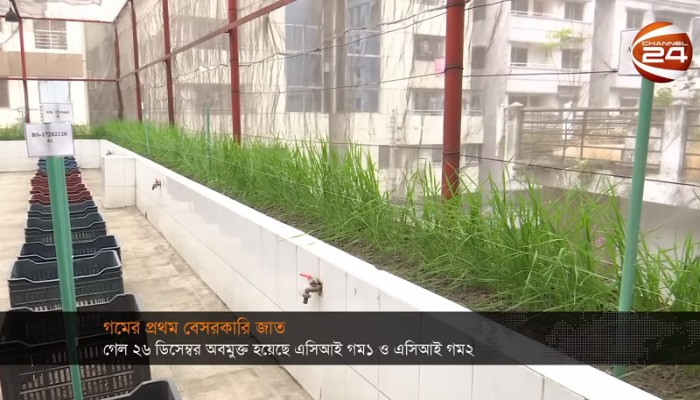 CHANNEL
24
BS-17282120
গমের প্রথম বেসরকারি জাত
গেল ২৬ ডিসেম্বর অবমুক্ত হয়েছে এসিআই গম১ ও এসিআই গম২